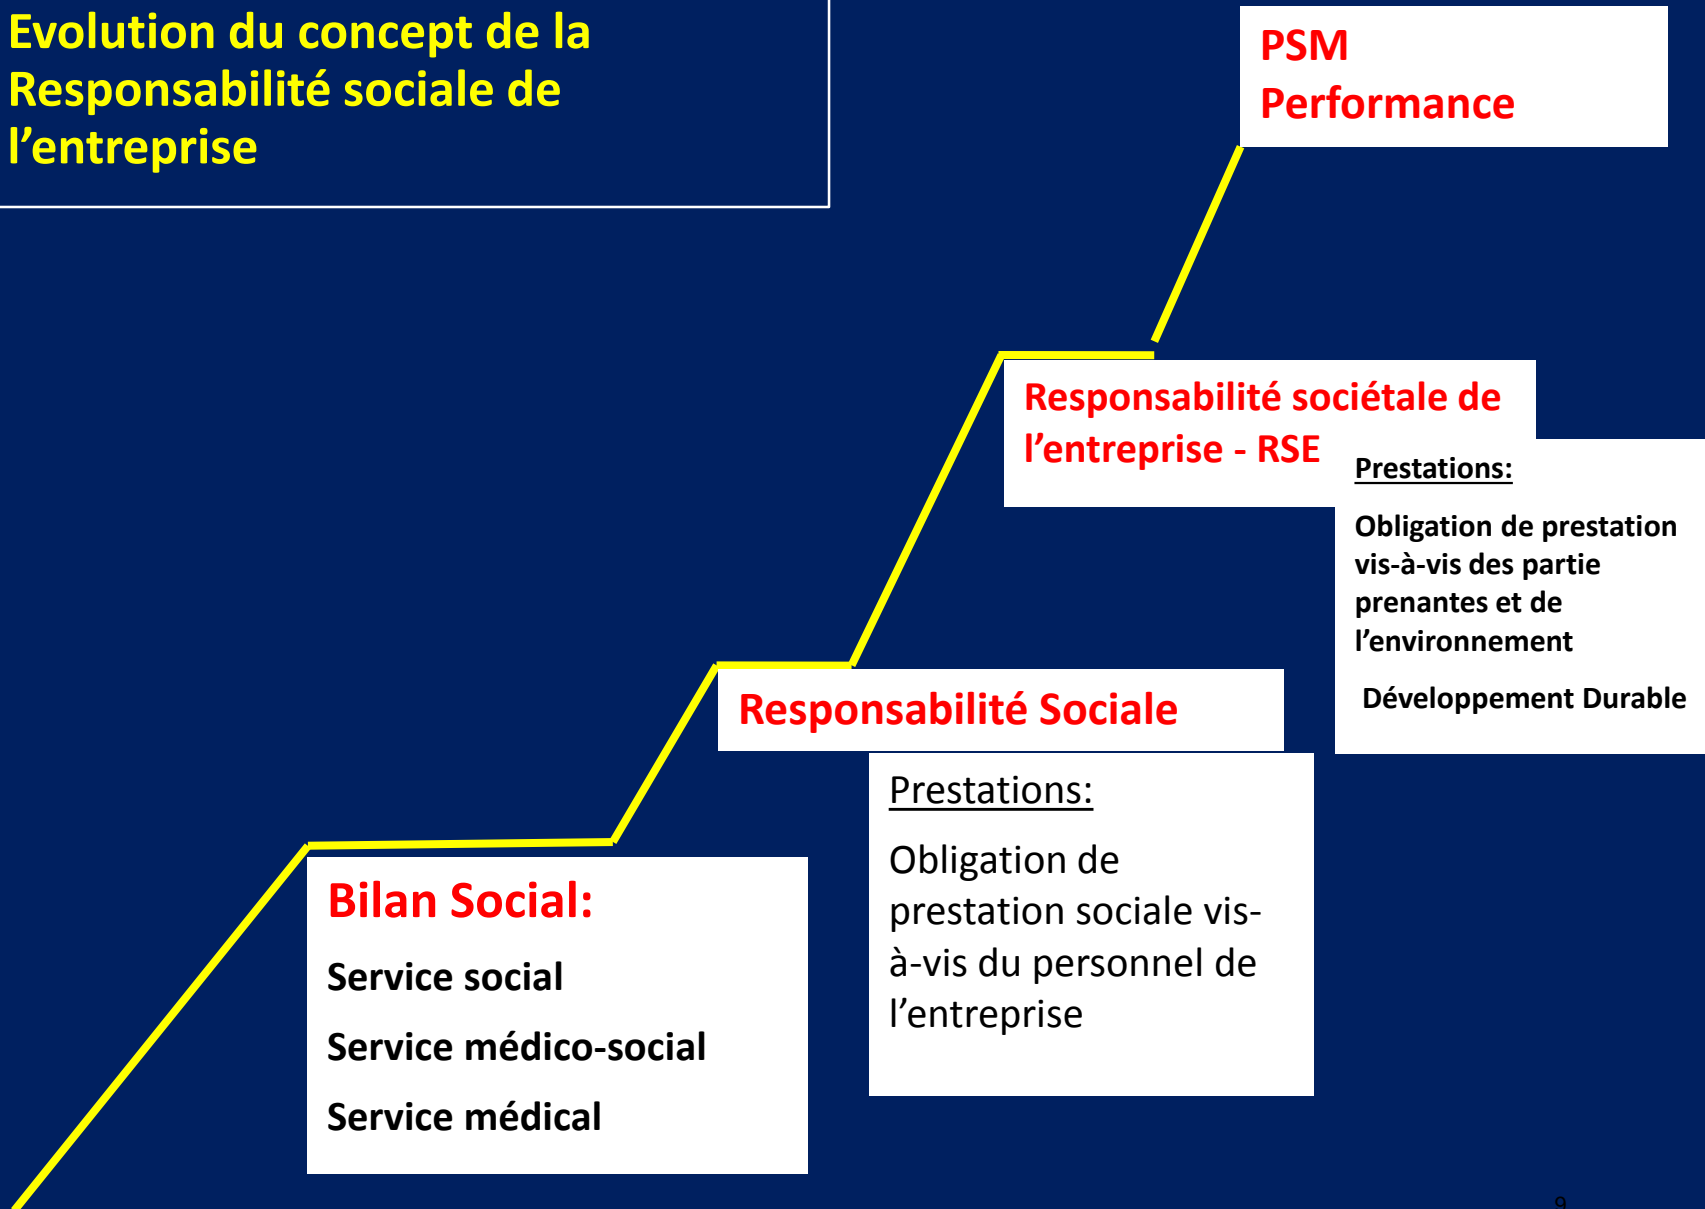 Evolution du concept de la
Responsabilité sociale de
l’entreprise
PSM
Performance
Responsabilité sociétale de
l’entreprise - RSE
Prestations:
Obligation de prestation
vis-à-vis des partie
prenantes et de
l’environnement
Développement Durable
Responsabilité Sociale
Prestations:
Obligation de
prestation sociale vis-
à-vis du personnel de
l’entreprise
Bilan Social:
Service social
Service médico-social
Service médical
9